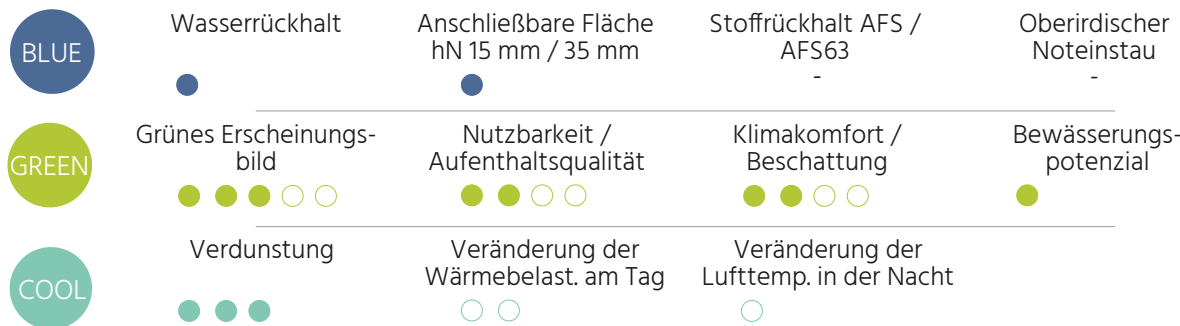 BLUE
Wasserrückhalt
Anschließbare Fläche
hN 15 mm / 35 mm
Stoffrückhalt AFS /
AFS63
-
Oberirdischer
Noteinstau
-
GREEN
Grünes Erscheinungs-
bild
Nutzbarkeit /
Aufenthaltsqualität
Klimakomfort /
Beschattung
Bewässerungs-
potenzial
COOL
Verdunstung
Veränderung der
Wärmebelast. am Tag
Veränderung der
Lufttemp. in der Nacht